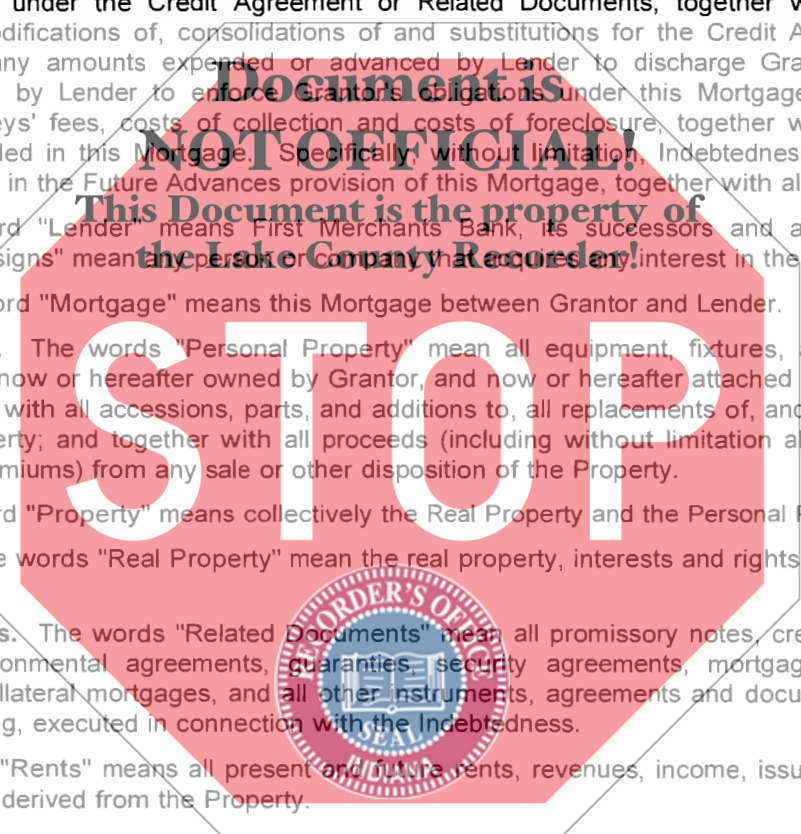 under the Credit Agreement or Related Documents, together w
difications of, consolidations of and substitutions for the Credit A
any amounts expended or advanced by Lender to discharge Gra
by Lender to enforce Grantor's obligations under this Mortgage
eys' fees, costs of collection and costs of foreclosure, together w
ded in this Mortgage. Specifically, without limitation, Indebtednes
in the Future Advances provision of this Mortgage, together with al
Document is
NOT OFFICIAL!
This Document is the property of
the Lake County Recorder!
rd "Lender" means First Merchants Bank, its successors and a
signs" mean any person or company that acquires any interest in the
ord "Mortgage" means this Mortgage between Grantor and Lender.
The words "Personal Property" mean all equipment, fixtures,
now or hereafter owned by Grantor, and now or hereafter attached
with all accessions, parts, and additions to, all replacements of, and
erty; and together with all proceeds (including without limitation al
miums) from any sale or other disposition of the Property.
STOP
rd "Property" means collectively the Real Property and the Personal P
e words "Real Property" mean the real property, interests and rights
s. The words "Related Documents" mean all promissory notes, cre
onmental agreements, guaranties, security agreements, mortgag
llateral mortgages, and all other instruments, agreements and docu
g, executed in connection with the Indebtedness.
RECORDER'S OFFICE
SEAL
"Rents" means all present and future rents, revenues, income, issu
derived from the Property.